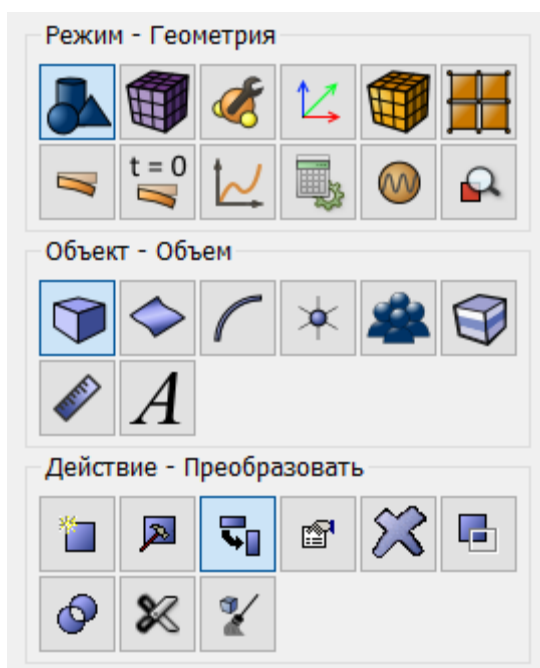 Режим - Геометрия
t = 0
Объект - Объем
A
Действие - Преобразовать